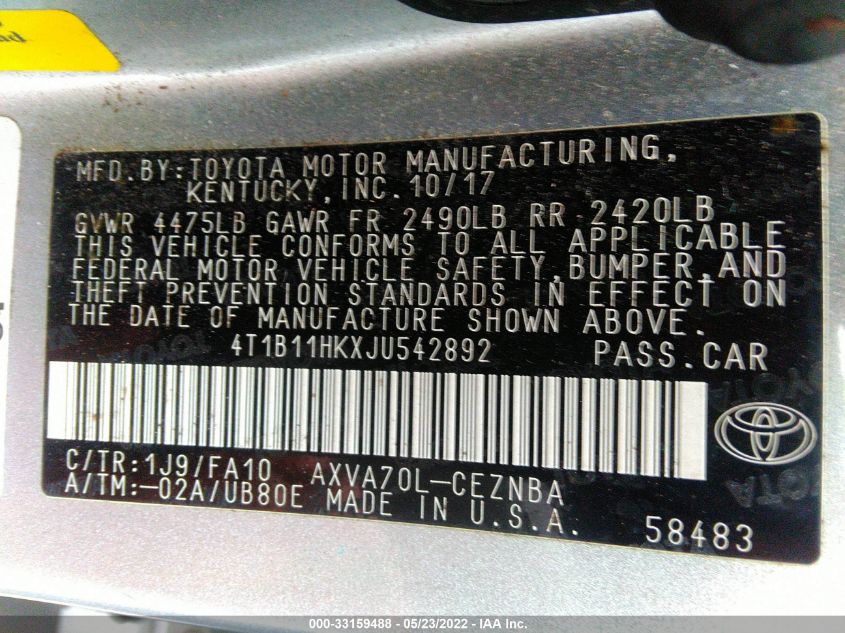 MFD.BY:TOYOTA MOTOR MANUFACTURING,
KENTUCKY,INC.10/17
GVWR 4475LB GAWR FR 2490LB RR 2420LB
THIS VEHICLE CONFORMS TO ALL APPLICABLE
FEDERAL MOTOR VEHICLE SAFETY,BUMPER,AND
THEFT PREVENTION STANDARDS IN EFFECT ON
THE DATE OF MANUFACTURE SHOWN ABOVE.
4T1B11HKXJU542892 PASS.CAR
C/TR:1J9/FA10 AXVA70L-CEZNBA
A/TM:-02A/UB80E MADE IN U.S.A.
58483
000-33159488 - 05/23/2022 - IAA Inc.